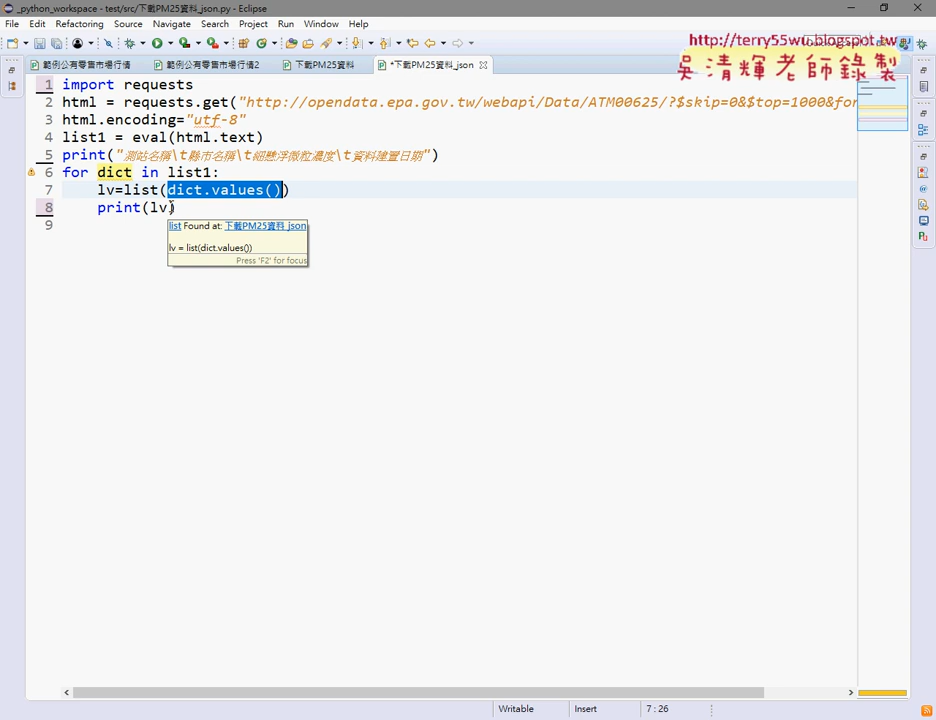 _python_workspace - test/src/下載PM25資料_json.py - Eclipse
File Edit Refactoring Source Navigate Search Project Run Window Help
http://terry55wu.blogspot.tw
吳清輝老師錄製
範例公有零售市場行情 範例公有零售市場行情2 下載PM25資料 *下載PM25資料_json
1 import requests
2 html = requests.get("http://opendata.epa.gov.tw/webapi/Data/ATM00625/?$skip=0&$top=1000&for
3 html.encoding="utf-8"
4 list1 = eval(html.text)
5 print("測站名稱\t縣市名稱\t細懸浮微粒濃度\t資料建置日期")
6 for dict in list1:
7 lv=list(dict.values())
8 print(lv)
9
list Found at: 下載PM25資料_json
lv = list(dict.values())
Press 'F2' for focus
Writable Insert 7 : 26